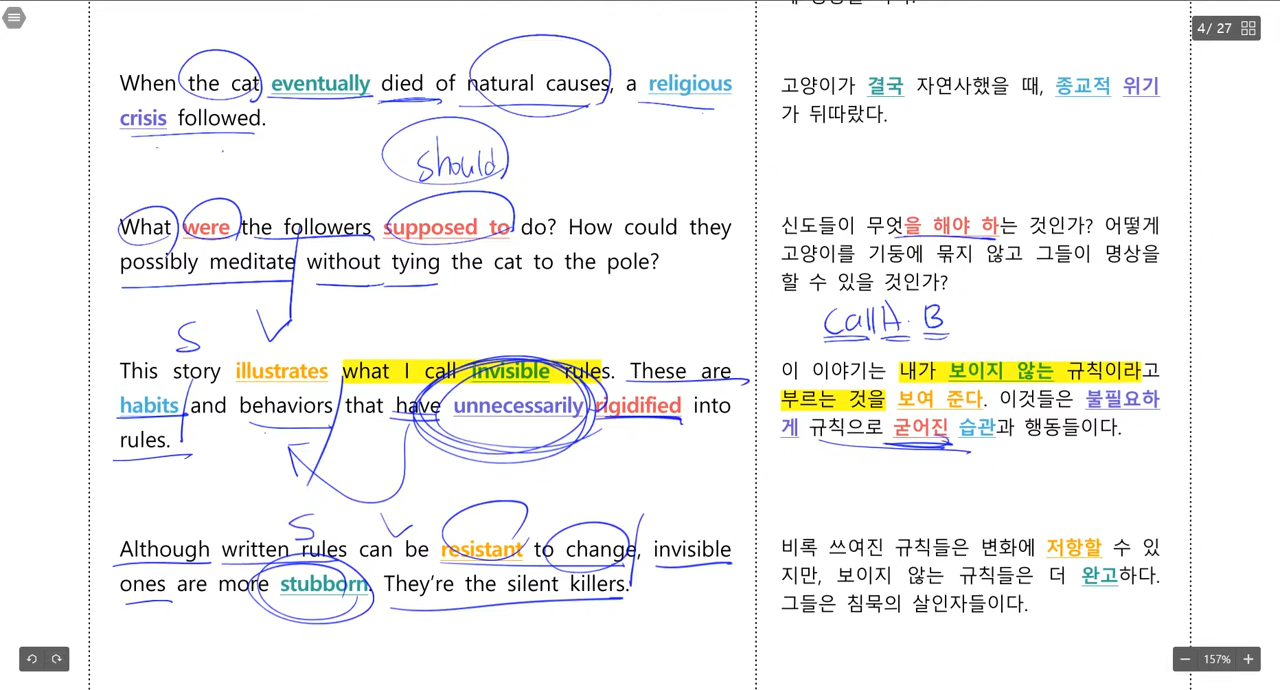 4 / 27
When the cat eventually died of natural causes, a religious
crisis followed.
고양이가 결국 자연사했을 때, 종교적 위기
가 뒤따랐다.
should
What were the followers supposed to do? How could they
possibly meditate without tying the cat to the pole?
신도들이 무엇을 해야 하는 것인가? 어떻게
고양이를 기둥에 묶지 않고 그들이 명상을
할 수 있을 것인가?
call A. B
S
V
This story illustrates what I call invisible rules. These are
habits and behaviors that have unnecessarily rigidified into
rules.
이 이야기는 내가 보이지 않는 규칙이라고
부르는 것을 보여 준다. 이것들은 불필요하
게 규칙으로 굳어진 습관과 행동들이다.
S
V
Although written rules can be resistant to change, invisible
ones are more stubborn. They're the silent killers.
비록 쓰여진 규칙들은 변화에 저항할 수 있
지만, 보이지 않는 규칙들은 더 완고하다.
그들은 침묵의 살인자들이다.
157%